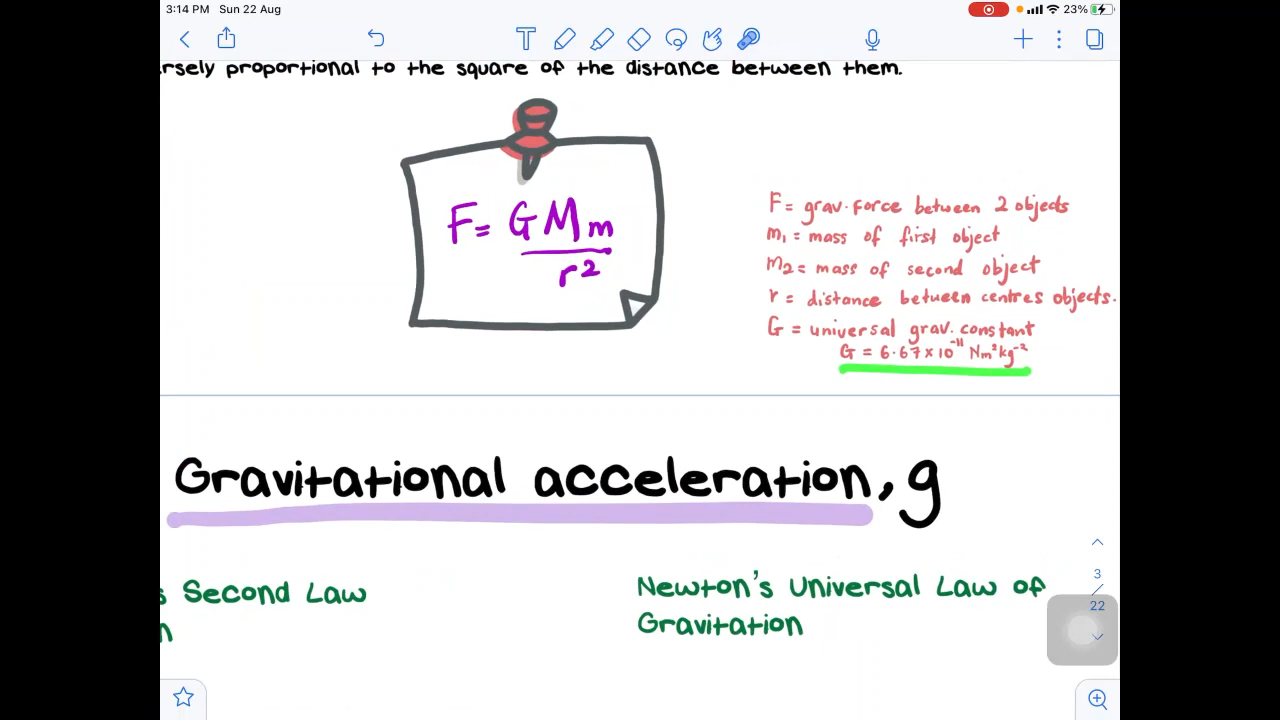 3:14 PM Sun 22 Aug 23%
T
rsely proportional to the square of the distance between them.
F = GMm
r²
F = grav. force between 2 objects
m₁ = mass of first object
m₂ = mass of second object
r = distance between centres objects.
G = universal grav. constant
G = 6.67 × 10⁻¹¹ Nm²kg⁻²
Gravitational acceleration, g
s Second Law
n
Newton's Universal Law of
Gravitation
3
/
22